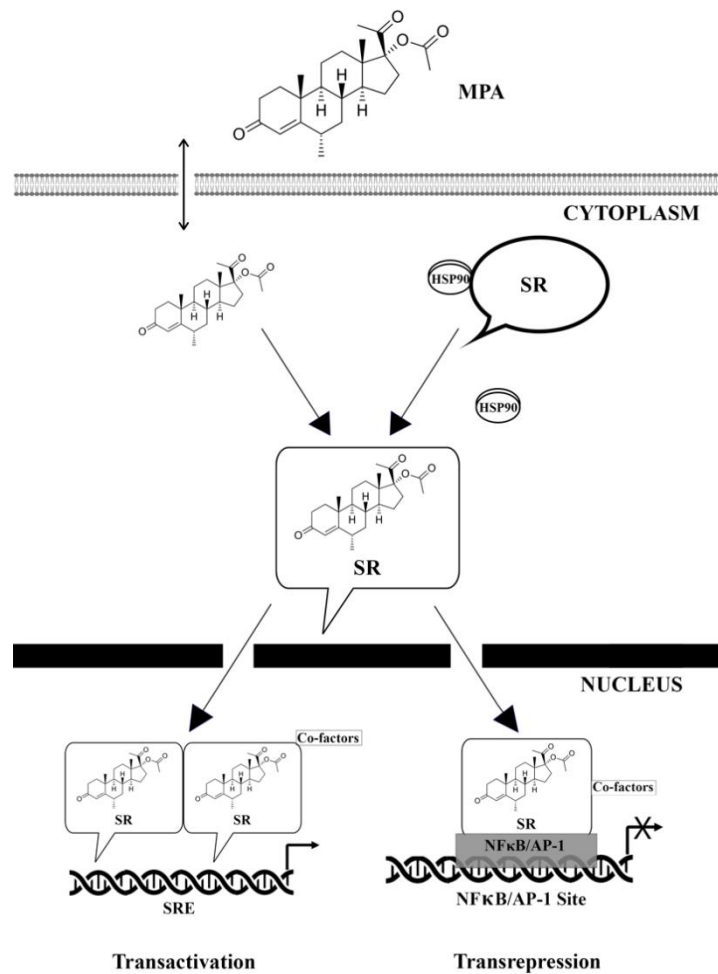 MPA
CYTOPLASM
HSP90
SR
HSP90
SR
NUCLEUS
Co-factors
SR
SR
SRE
Co-factors
SR
NFκB/AP-1
NFκB/AP-1 Site
Transactivation
Transrepression
O
O
O
O
H
H
H
O
O
O
O
H
H
H
O
O
O
O
H
H
H
O
O
O
O
H
H
H
O
O
O
O
H
H
H
O
O
O
O
H
H
H